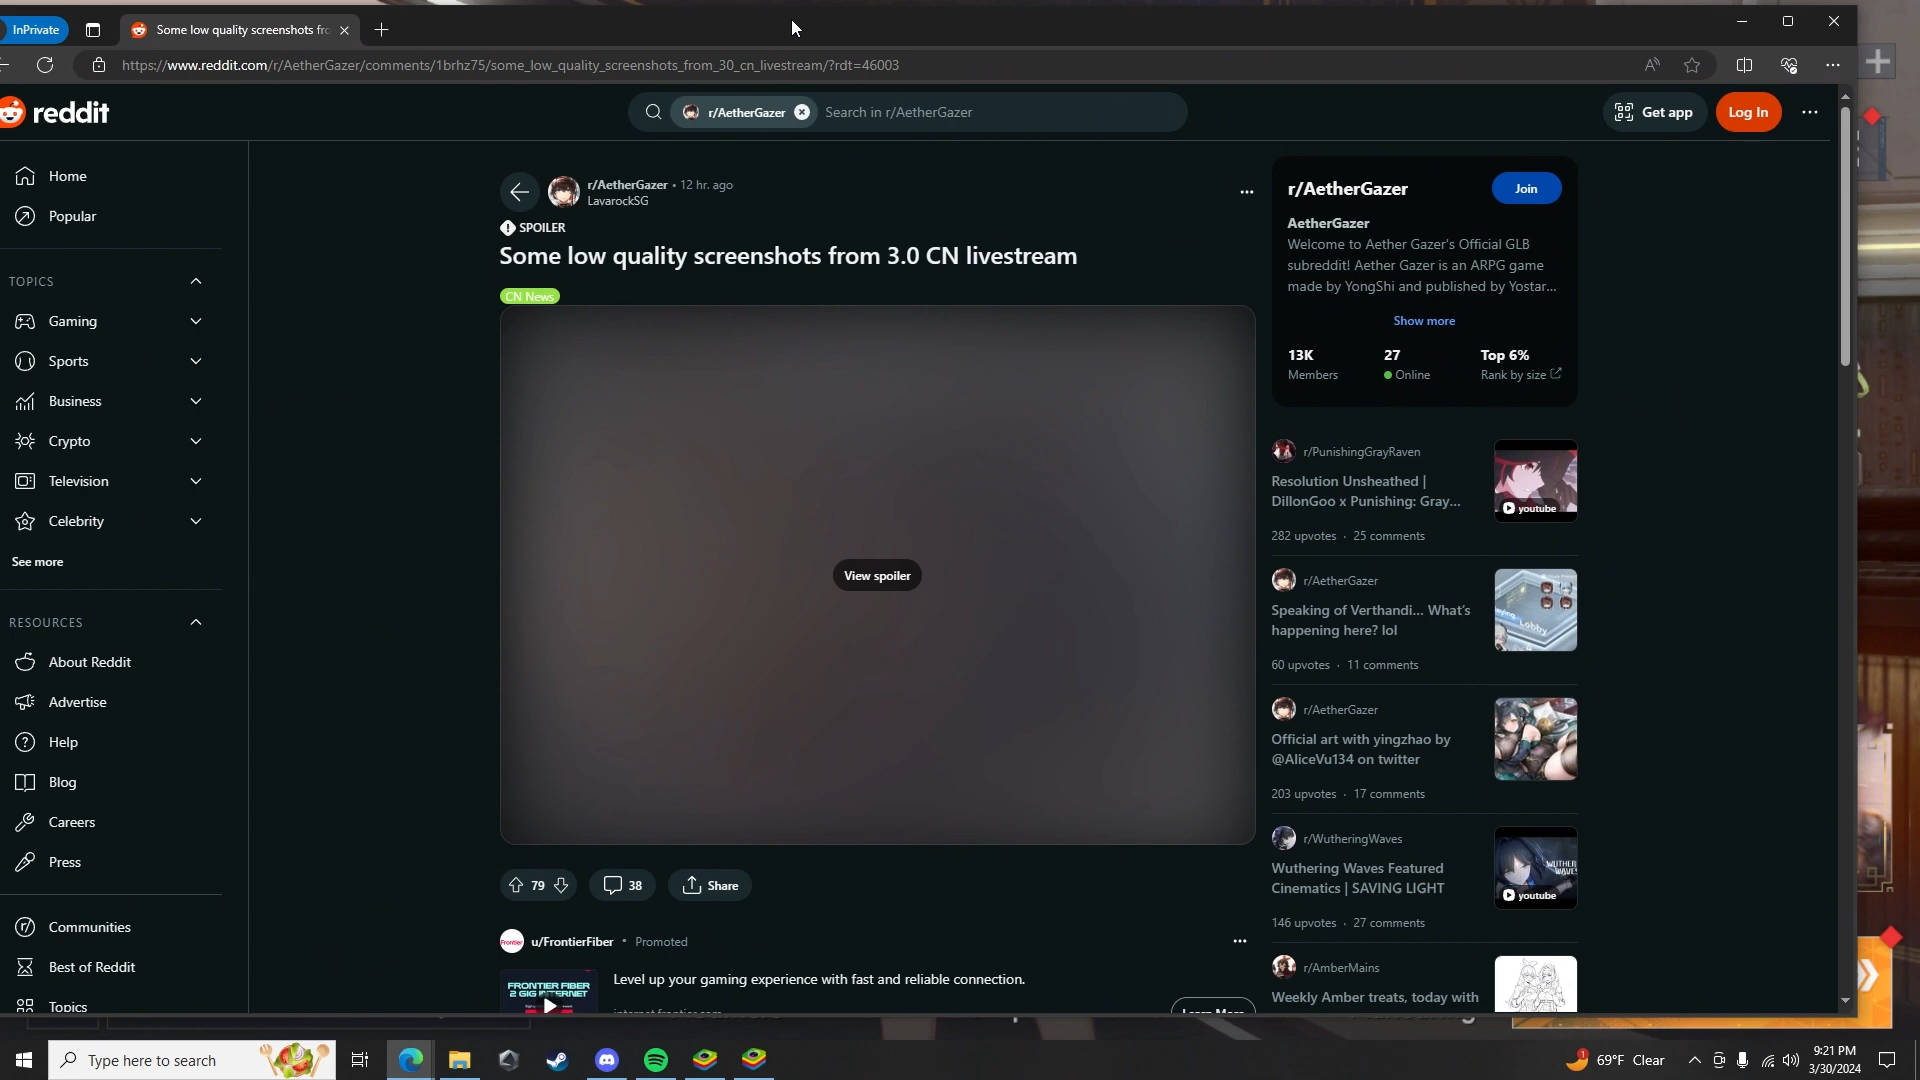 InPrivate
Some low quality screenshots fro
https://www.reddit.com/r/AetherGazer/comments/1brhz75/some_low_quality_screenshots_from_30_cn_livestream/?rdt=46003
reddit
r/AetherGazer
Search in r/AetherGazer
Get app
Log In
Home
Popular
TOPICS
Gaming
Sports
Business
Crypto
Television
Celebrity
See more
RESOURCES
About Reddit
Advertise
Help
Blog
Careers
Press
Communities
Best of Reddit
Topics
r/AetherGazer • 12 hr. ago
LavarockSG
SPOILER
Some low quality screenshots from 3.0 CN livestream
CN News
View spoiler
79
38
Share
u/FrontierFiber • Promoted
Level up your gaming experience with fast and reliable connection.
FRONTIER FIBER
2 GIG INTERNET
internet.frontier.com
Learn More
r/AetherGazer
Join
AetherGazer
Welcome to Aether Gazer's Official GLB
subreddit! Aether Gazer is an ARPG game
made by YongShi and published by Yostar...
Show more
13K
Members
27
Online
Top 6%
Rank by size
r/PunishingGrayRaven
Resolution Unsheathed |
DillonGoo x Punishing: Gray...
youtube
282 upvotes · 25 comments
r/AetherGazer
Speaking of Verthandi... What's
happening here? lol
Lobby
60 upvotes · 11 comments
r/AetherGazer
Official art with yingzhao by
@AliceVu134 on twitter
203 upvotes · 17 comments
r/WutheringWaves
Wuthering Waves Featured
Cinematics | SAVING LIGHT
youtube
146 upvotes · 27 comments
r/AmberMains
Weekly Amber treats, today with
Type here to search
69°F Clear
9:21 PM
3/30/2024